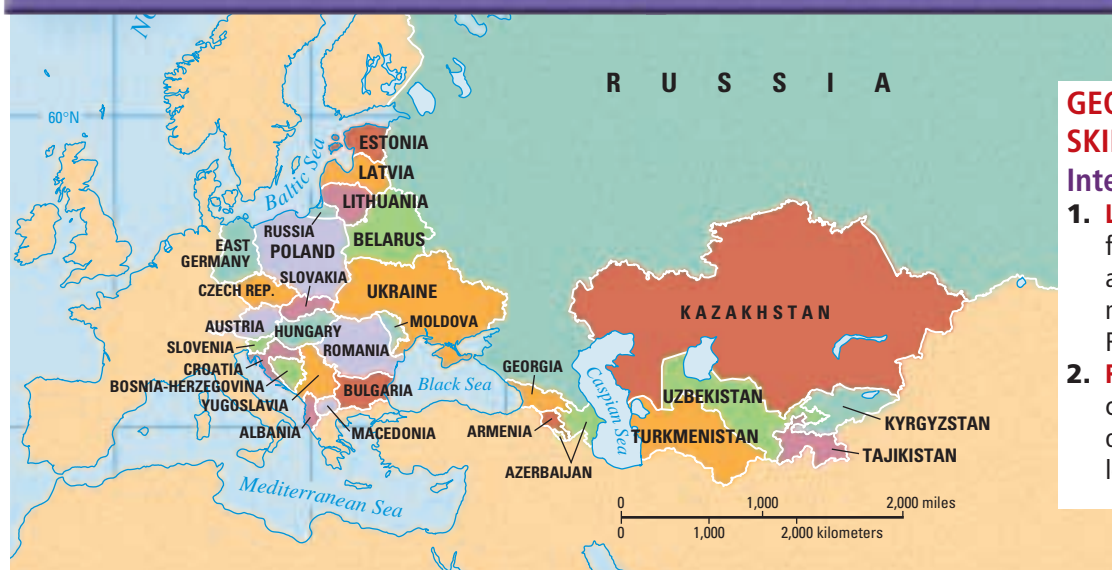 NO
R U S S I A
60°N
ESTONIA
LATVIA
Baltic Sea
LITHUANIA
RUSSIA
POLAND
BELARUS
EAST
GERMANY
SLOVAKIA
CZECH REP.
UKRAINE
KAZAKHSTAN
AUSTRIA
HUNGARY
MOLDOVA
SLOVENIA
ROMANIA
CROATIA
BOSNIA-HERZEGOVINA
YUGOSLAVIA
BULGARIA
Black Sea
GEORGIA
Caspian Sea
UZBEKISTAN
ALBANIA
MACEDONIA
ARMENIA
TURKMENISTAN
KYRGYZSTAN
TAJIKISTAN
AZERBAIJAN
Mediterranean Sea
0 1,000 2,000 miles
0 1,000 2,000 kilometers
GEO
SKI
Inte
1. L
f
a
r
F
2. F
c
c
l